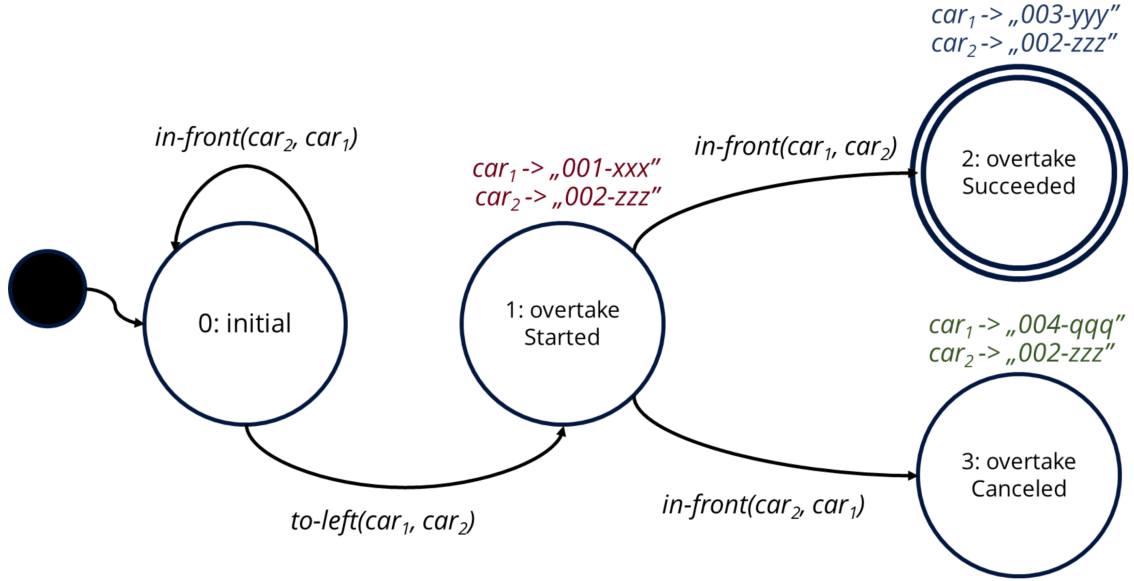 in-front(car₂, car₁)
0: initial
to-left(car₁, car₂)
car₁ -> „001-xxx”
car₂ -> „002-zzz”
1: overtake
Started
in-front(car₁, car₂)
in-front(car₂, car₁)
car₁ -> „003-yyy”
car₂ -> „002-zzz”
2: overtake
Succeeded
car₁ -> „004-qqq”
car₂ -> „002-zzz”
3: overtake
Canceled